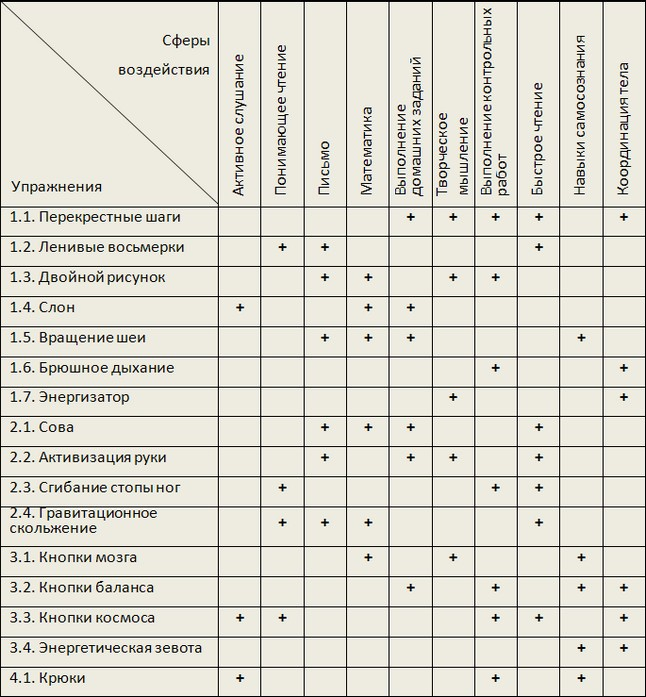 Сферы
воздействия
Упражнения
Активное слушание
Понимающее чтение
Письмо
Математика
Выполнение
домашних заданий
Творческое
мышление
Выполнение контрольных
работ
Быстрое чтение
Навыки самосознания
Координация тела
1.1. Перекрестные шаги + + + + +
1.2. Ленивые восьмерки + + +
1.3. Двойной рисунок + + + +
1.4. Слон + + +
1.5. Вращение шеи + + + +
1.6. Брюшное дыхание + +
1.7. Энергизатор + +
2.1. Сова + + + +
2.2. Активизация руки + + + +
2.3. Сгибание стопы ног + + +
2.4. Гравитационное
скольжение + + + +
3.1. Кнопки мозга + + +
3.2. Кнопки баланса + + + +
3.3. Кнопки космоса + + + + +
3.4. Энергетическая зевота + +
4.1. Крюки + + +